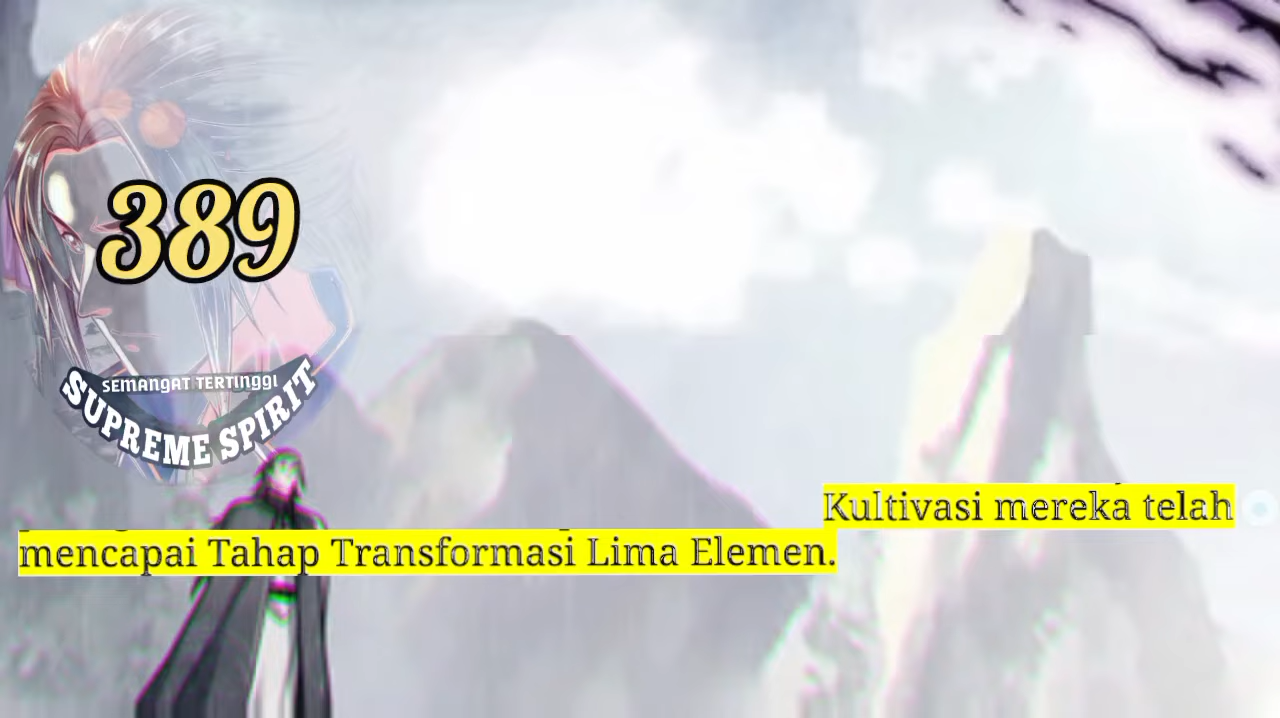 389
SEMANGAT TERTINGGI
SUPREME SPIRIT
Kultivasi mereka telah
mencapai Tahap Transformasi Lima Elemen.